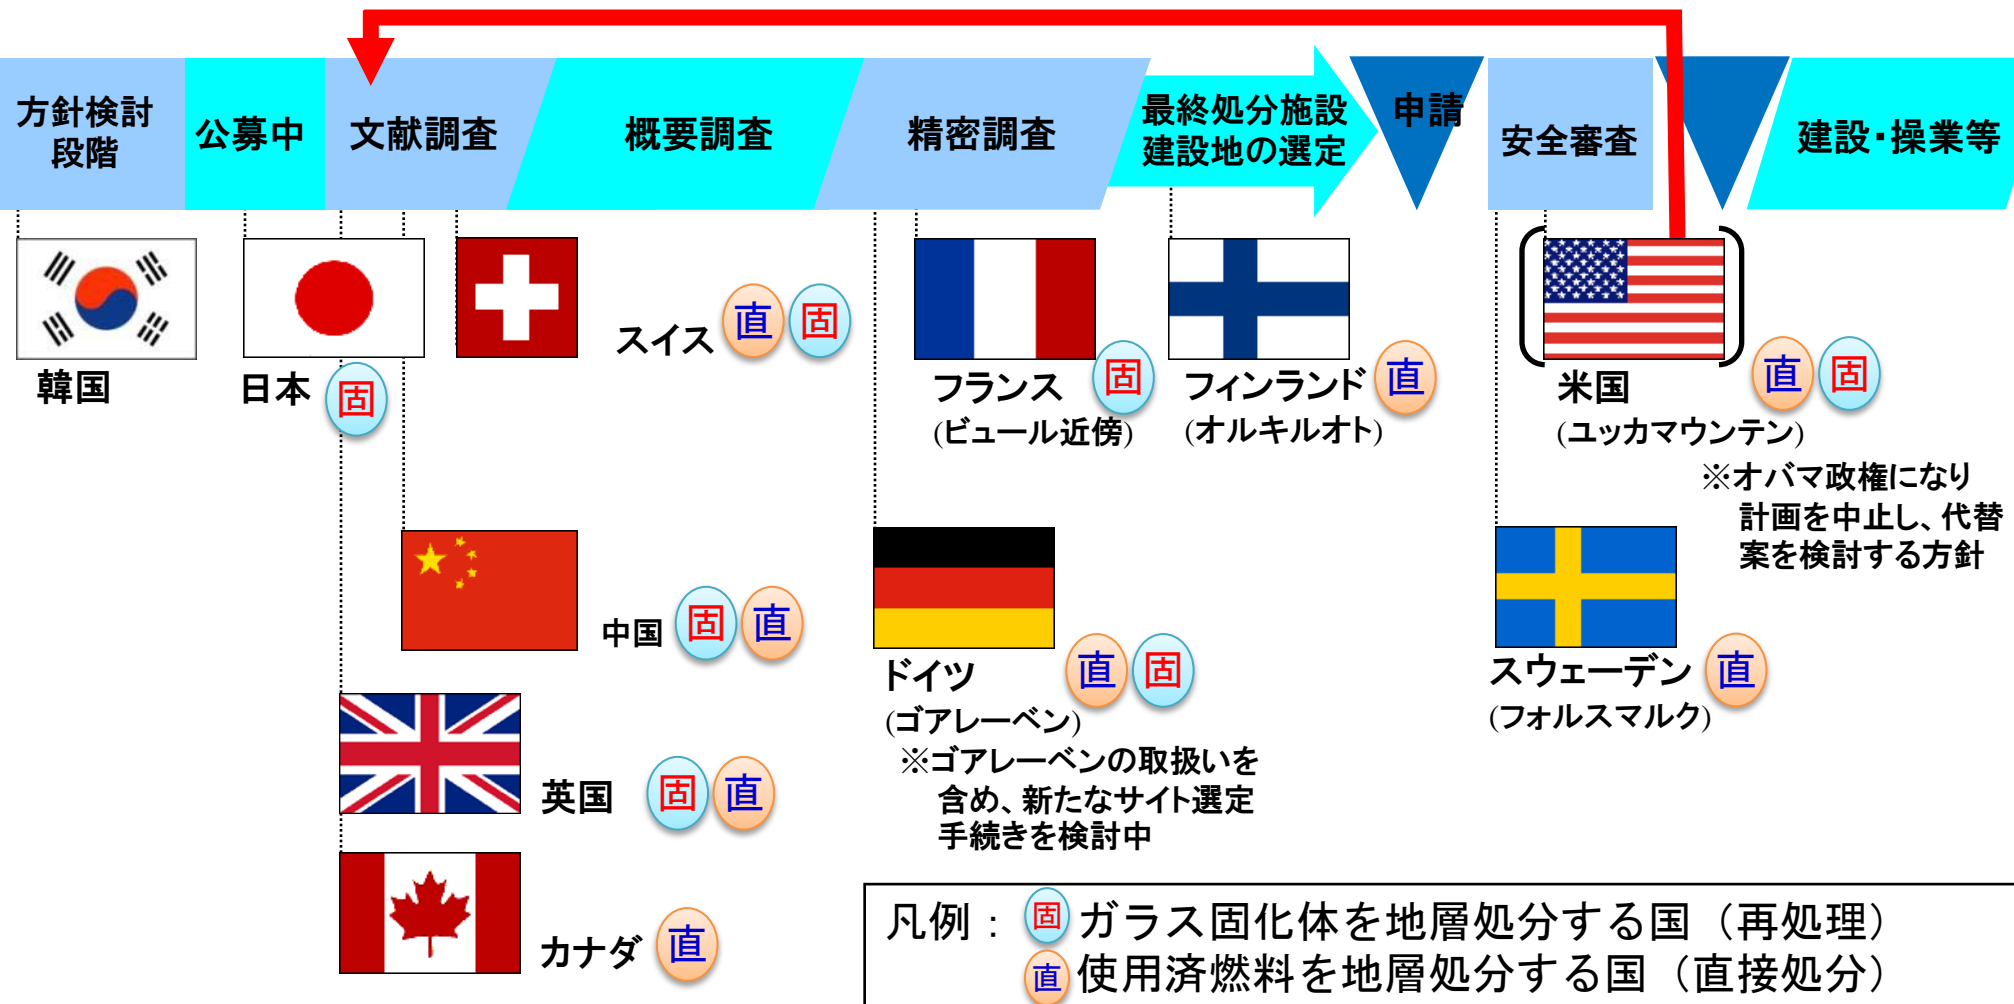 方針検討
段階
公募中
文献調査
概要調査
精密調査
最終処分施設
建設地の選定
申請
安全審査
建設・操業等
韓国
日本
固
スイス
直 固
フランス
固
(ビュール近傍)
フィンランド
直
(オルキルオト)
米国
直 固
(ユッカマウンテン)
※オバマ政権になり
計画を中止し、代替
案を検討する方針
中国
固 直
ドイツ
直 固
(ゴアレーベン)
※ゴアレーベンの取扱いを
含め、新たなサイト選定
手続きを検討中
スウェーデン
直
(フォルスマルク)
英国
固 直
カナダ
直
凡例：固 ガラス固化体を地層処分する国（再処理）
直 使用済燃料を地層処分する国（直接処分）